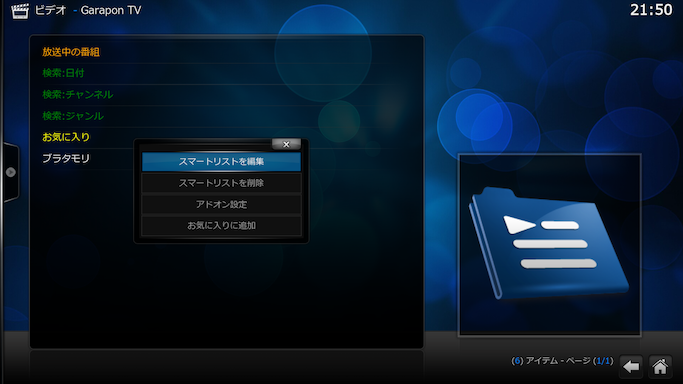 ビデオ - Garapon TV
21:50
放送中の番組
検索:日付
検索:チャンネル
検索:ジャンル
お気に入り
ブラタモリ
スマートリストを編集
スマートリストを削除
アドオン設定
お気に入りに追加
(6) アイテム - ページ (1/1)